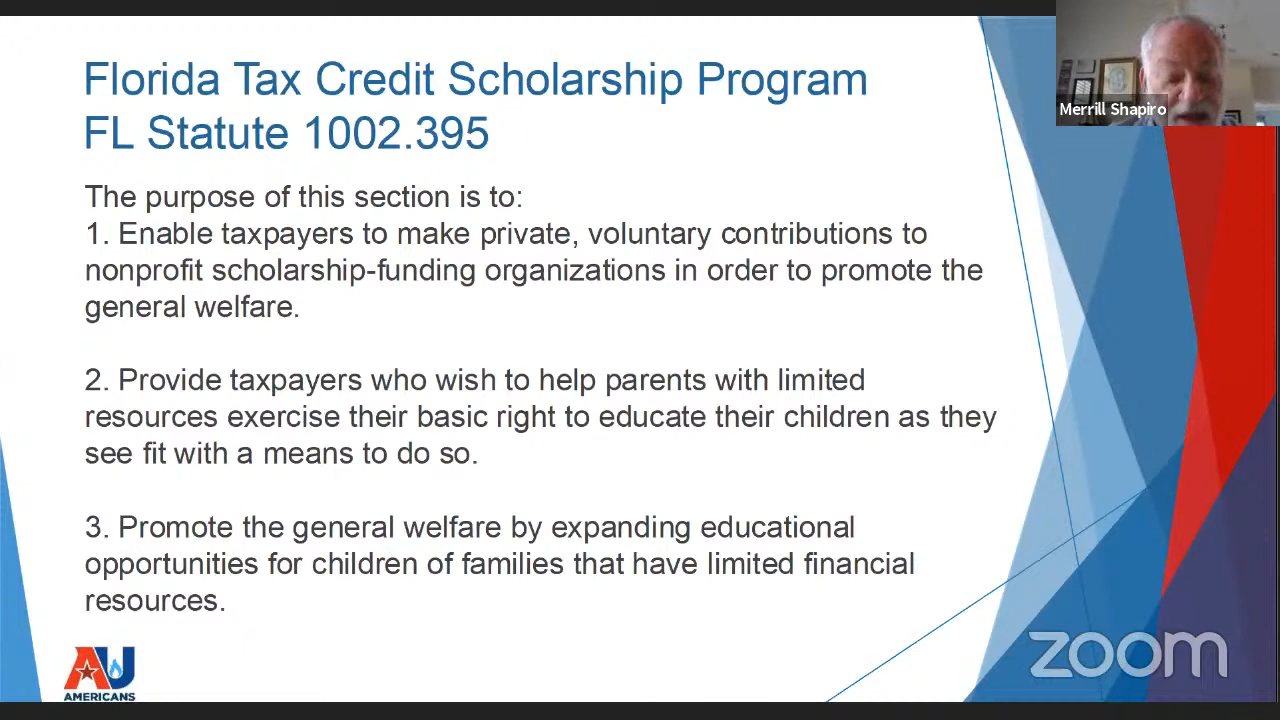 Florida Tax Credit Scholarship Program
FL Statute 1002.395
Merrill Shapiro
The purpose of this section is to:
1. Enable taxpayers to make private, voluntary contributions to
nonprofit scholarship-funding organizations in order to promote the
general welfare.
2. Provide taxpayers who wish to help parents with limited
resources exercise their basic right to educate their children as they
see fit with a means to do so.
3. Promote the general welfare by expanding educational
opportunities for children of families that have limited financial
resources.
AU
AMERICANS
zoom